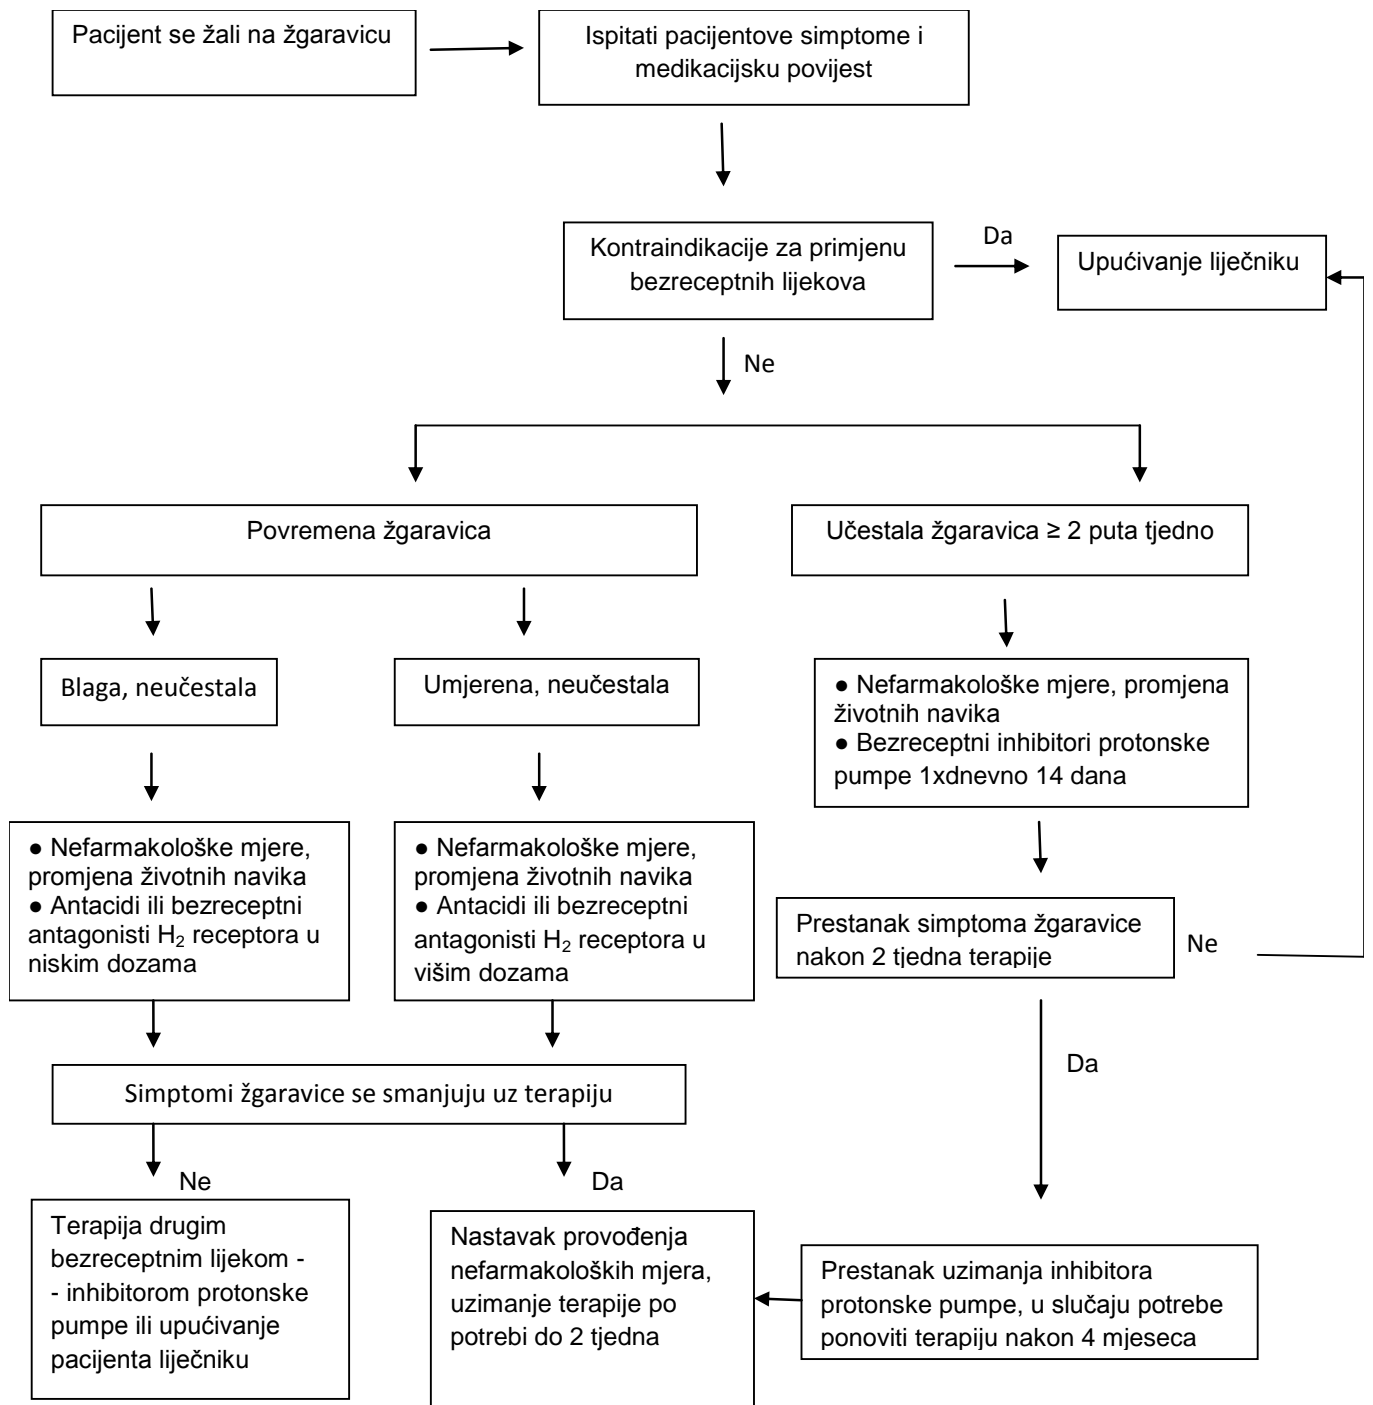 Pacijent se žali na žgaravicu
Ispitati pacijentove simptome i
medikacijsku povijest
Kontraindikacije za primjenu
bezreceptnih lijekova
Da
Upućivanje liječniku
Ne
Povremena žgaravica
Učestala žgaravica ≥ 2 puta tjedno
Blaga, neučestala
Umjerena, neučestala
● Nefarmakološke mjere, promjena
životnih navika
● Bezreceptni inhibitori protonske
pumpe 1xdnevno 14 dana
● Nefarmakološke mjere,
promjena životnih navika
● Antacidi ili bezreceptni
antagonisti H₂ receptora u
niskim dozama
● Nefarmakološke mjere,
promjena životnih navika
● Antacidi ili bezreceptni
antagonisti H₂ receptora u
višim dozama
Prestanak simptoma žgaravice
nakon 2 tjedna terapije
Ne
Da
Simptomi žgaravice se smanjuju uz terapiju
Ne
Da
Terapija drugim
bezreceptnim lijekom -
- inhibitorom protonske
pumpe ili upućivanje
pacijenta liječniku
Nastavak provođenja
nefarmakoloških mjera,
uzimanje terapije po
potrebi do 2 tjedna
Prestanak uzimanja inhibitora
protonske pumpe, u slučaju potrebe
ponoviti terapiju nakon 4 mjeseca